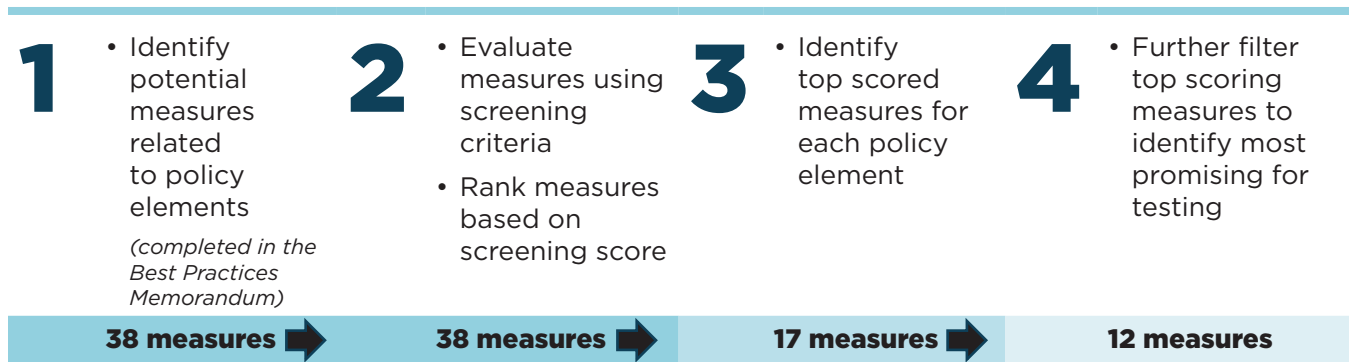 1
• Identify
potential
measures
related
to policy
elements
(completed in the
Best Practices
Memorandum)
38 measures
2
• Evaluate
measures using
screening
criteria
• Rank measures
based on
screening score
38 measures
3
• Identify
top scored
measures for
each policy
element
17 measures
4
• Further filter
top scoring
measures to
identify most
promising for
testing
12 measures